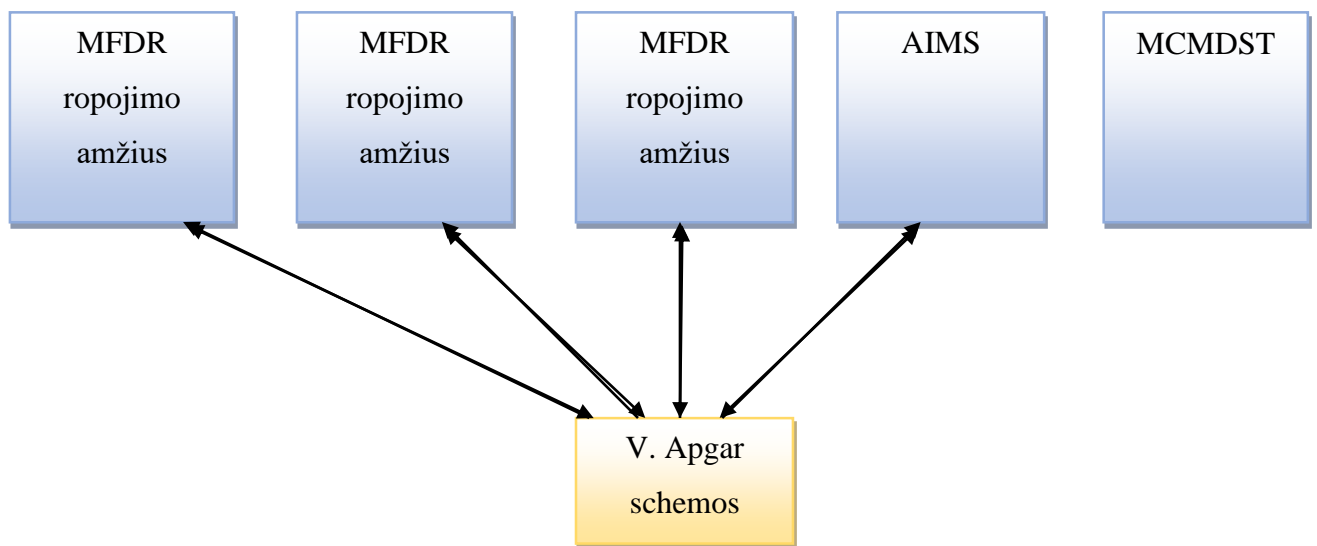 MFDR
ropojimo
amžius
MFDR
ropojimo
amžius
MFDR
ropojimo
amžius
AIMS
MCMDST
V. Apgar
schemos